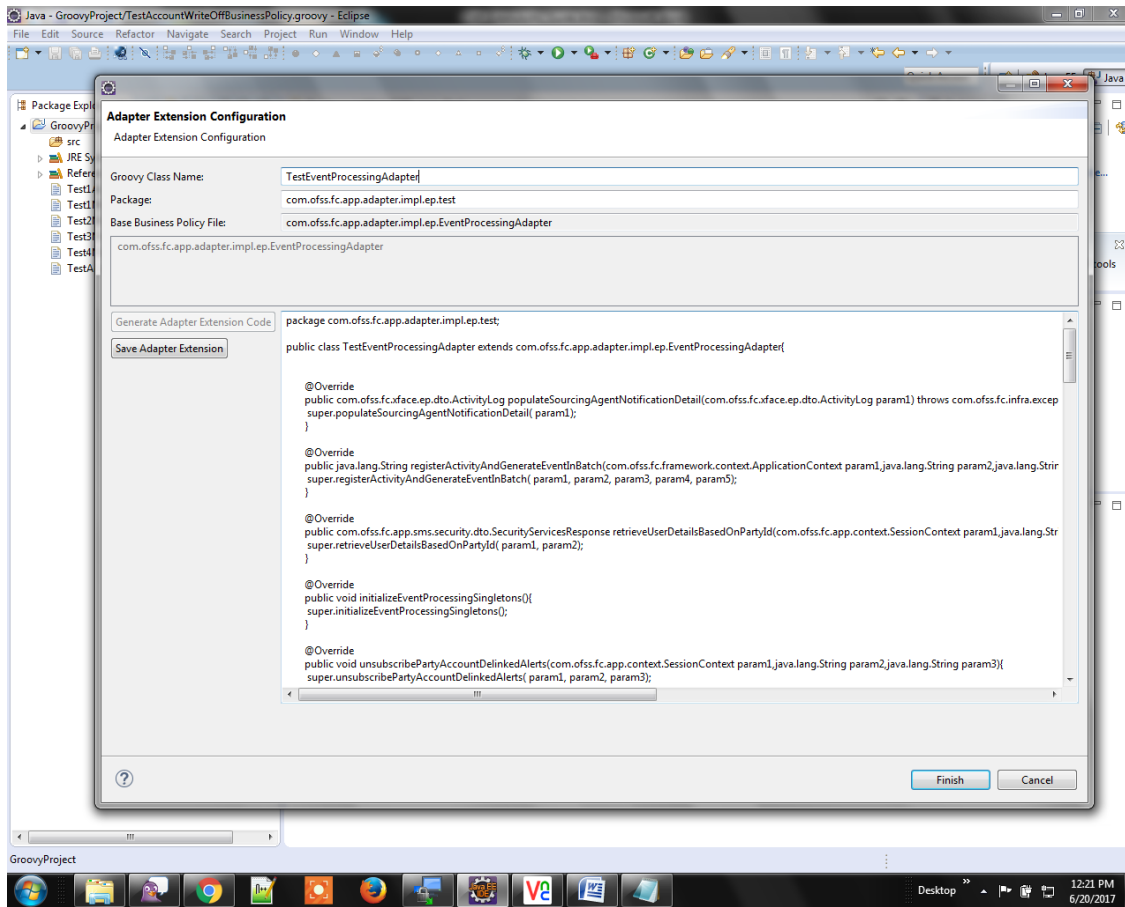 Java - GroovyProject/TestAccountWriteOffBusinessPolicy.groovy - Eclipse
File Edit Source Refactor Navigate Search Project Run Window Help
Java
Package Explo
GroovyPr
src
JRE Sy
Refere
Test1
Test1
Test2
Test3
Test4
TestA
Adapter Extension Configuration
Adapter Extension Configuration
Groovy Class Name: TestEventProcessingAdapter
Package: com.ofss.fc.app.adapter.impl.ep.test
Base Business Policy File: com.ofss.fc.app.adapter.impl.ep.EventProcessingAdapter
com.ofss.fc.app.adapter.impl.ep.EventProcessingAdapter
Generate Adapter Extension Code
Save Adapter Extension
package com.ofss.fc.app.adapter.impl.ep.test;
public class TestEventProcessingAdapter extends com.ofss.fc.app.adapter.impl.ep.EventProcessingAdapter{
@Override
public com.ofss.fc.xface.ep.dto.ActivityLog populateSourcingAgentNotificationDetail(com.ofss.fc.xface.ep.dto.ActivityLog param1) throws com.ofss.fc.infra.excep
super.populateSourcingAgentNotificationDetail( param1);
}
@Override
public java.lang.String registerActivityAndGenerateEventInBatch(com.ofss.fc.framework.context.ApplicationContext param1,java.lang.String param2,java.lang.Strin
super.registerActivityAndGenerateEventInBatch( param1, param2, param3, param4, param5);
}
@Override
public com.ofss.fc.app.sms.security.dto.SecurityServicesResponse retrieveUserDetailsBasedOnPartyId(com.ofss.fc.app.context.SessionContext param1,java.lang.Str
super.retrieveUserDetailsBasedOnPartyId( param1, param2);
}
@Override
public void initializeEventProcessingSingletons(){
super.initializeEventProcessingSingletons();
}
@Override
public void unsubscribePartyAccountDelinkedAlerts(com.ofss.fc.app.context.SessionContext param1,java.lang.String param2,java.lang.String param3){
super.unsubscribePartyAccountDelinkedAlerts( param1, param2, param3);
e...
tools
Finish Cancel
GroovyProject
Desktop
12:21 PM
6/20/2017